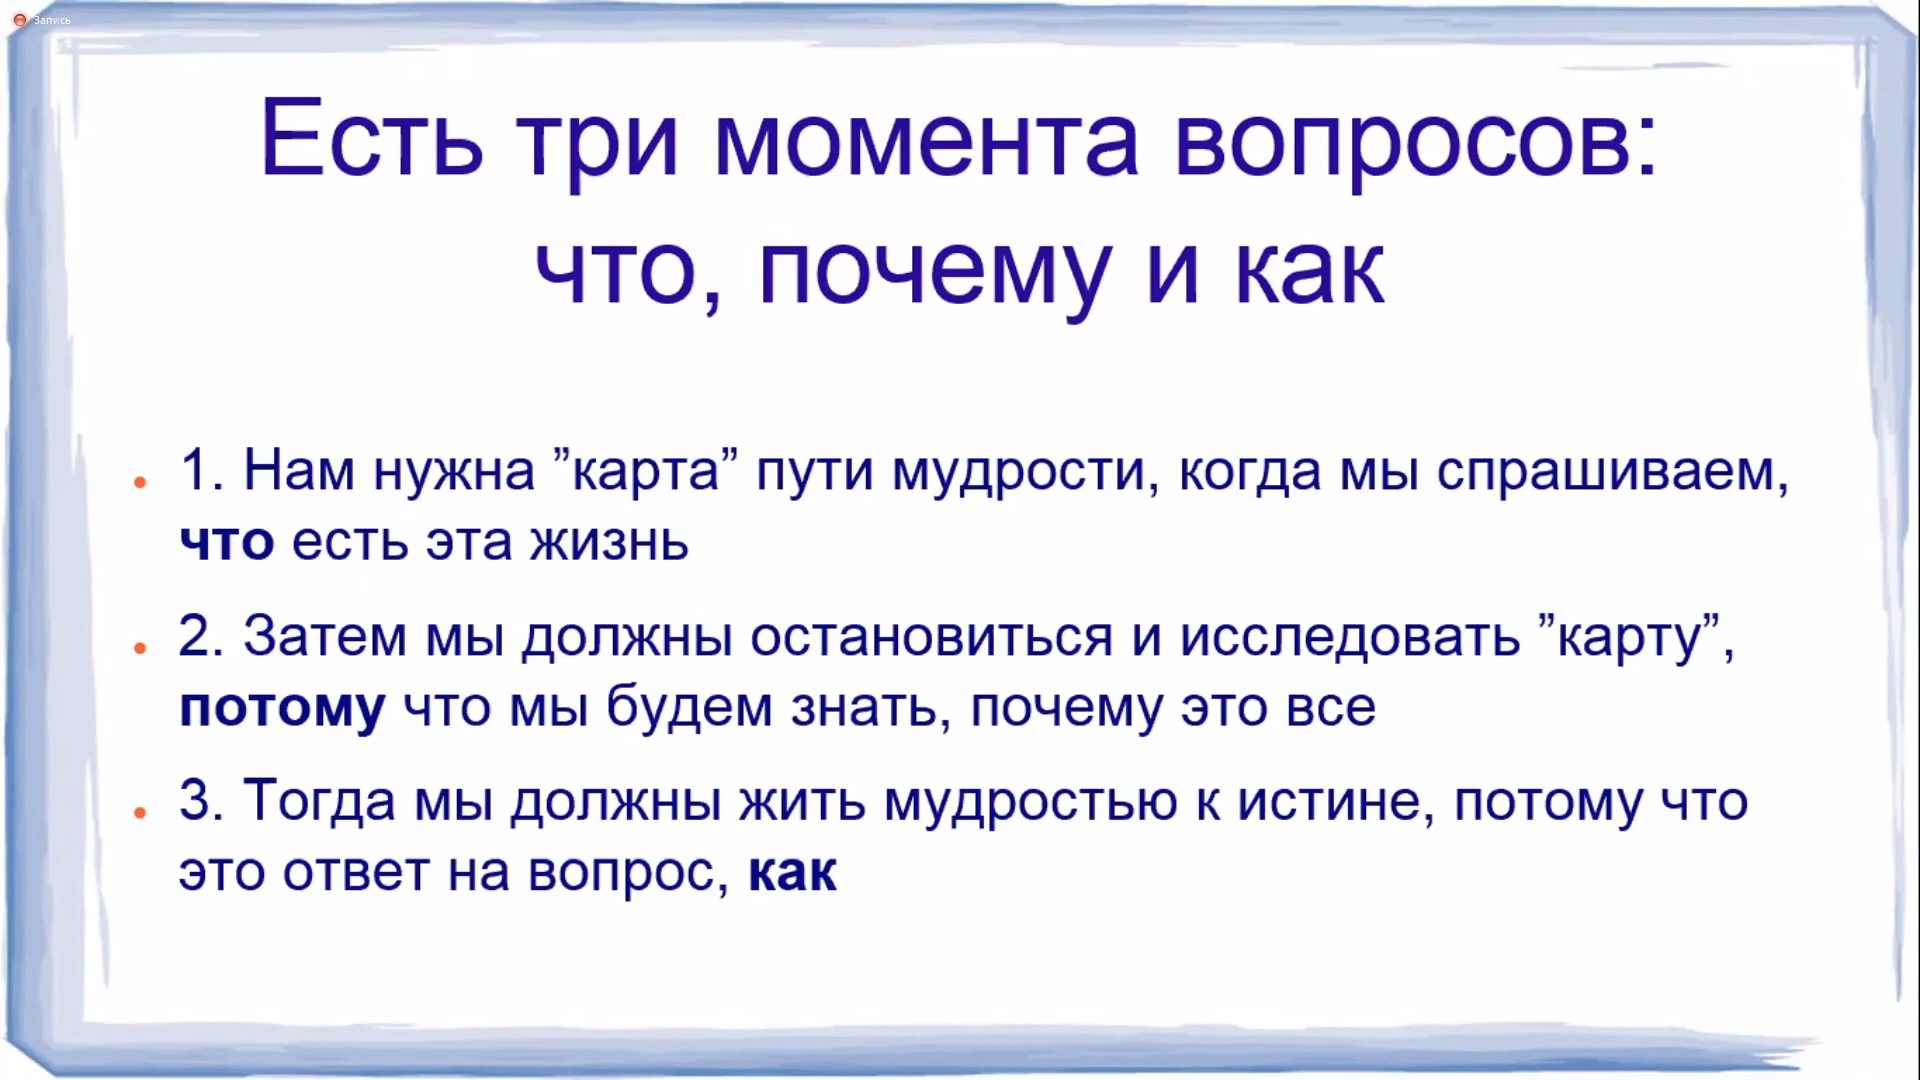 Запись
Есть три момента вопросов:
что, почему и как
1. Нам нужна ”карта” пути мудрости, когда мы спрашиваем,
что есть эта жизнь
2. Затем мы должны остановиться и исследовать ”карту”,
потому что мы будем знать, почему это все
3. Тогда мы должны жить мудростью к истине, потому что
это ответ на вопрос, как